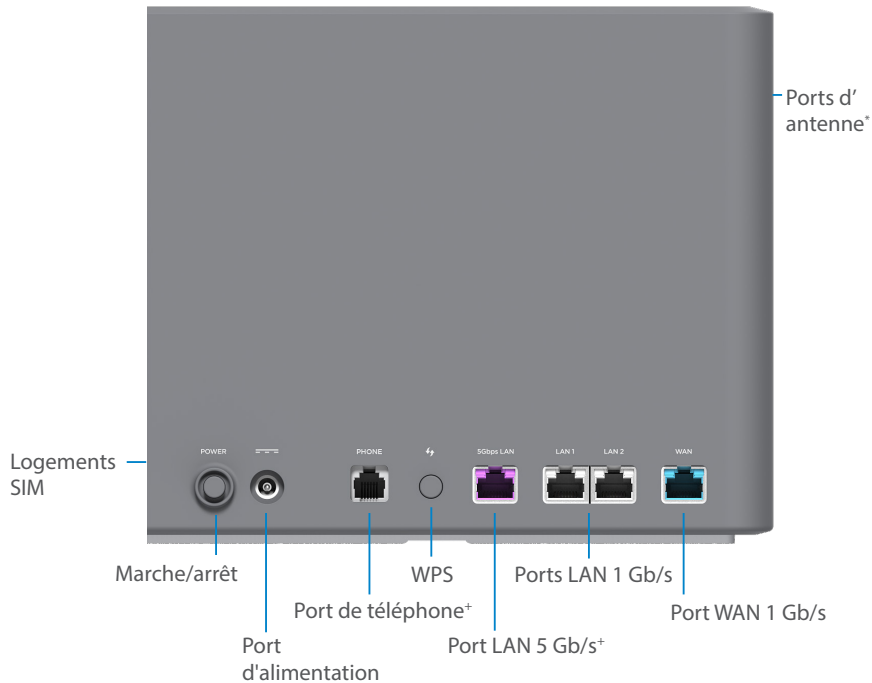 Ports d’
antenne*
POWER
PHONE
5Gbps LAN
LAN 1
LAN 2
WAN
Logements
SIM
Marche/arrêt
WPS
Ports LAN 1 Gb/s
Port de téléphone+
Port WAN 1 Gb/s
Port
d'alimentation
Port LAN 5 Gb/s+